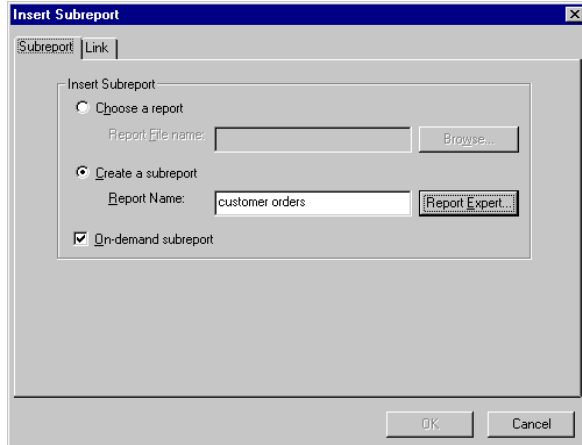 Insert Subreport
Subreport Link
Insert Subreport
Choose a report
Report File name:
Browse...
Create a subreport
Report Name: customer orders Report Expert...
On-demand subreport
OK Cancel